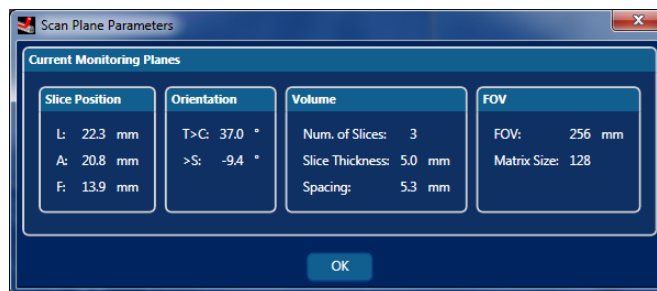 Scan Plane Parameters
Current Monitoring Planes
Slice Position
L: 22.3 mm
A: 20.8 mm
F: 13.9 mm
Orientation
T>C: 37.0 °
>S: -9.4 °
Volume
Num. of Slices: 3
Slice Thickness: 5.0 mm
Spacing: 5.3 mm
FOV
FOV: 256 mm
Matrix Size: 128
OK